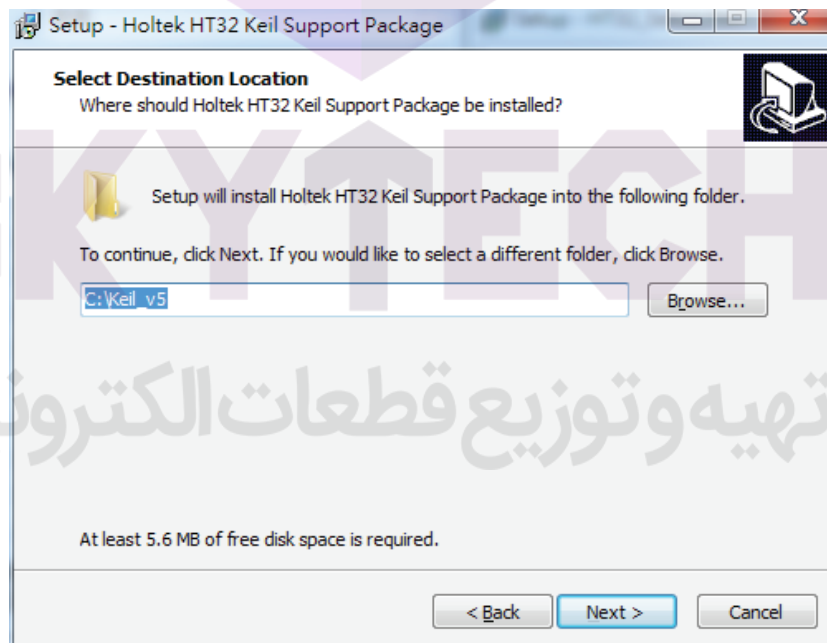 Setup - Holtek HT32 Keil Support Package
Select Destination Location
Where should Holtek HT32 Keil Support Package be installed?
KYTECH
Setup will install Holtek HT32 Keil Support Package into the following folder.
To continue, click Next. If you would like to select a different folder, click Browse.
C:\Keil_v5
Browse...
تهیه و توزیع قطعات
At least 5.6 MB of free disk space is required.
< Back
Next >
Cancel